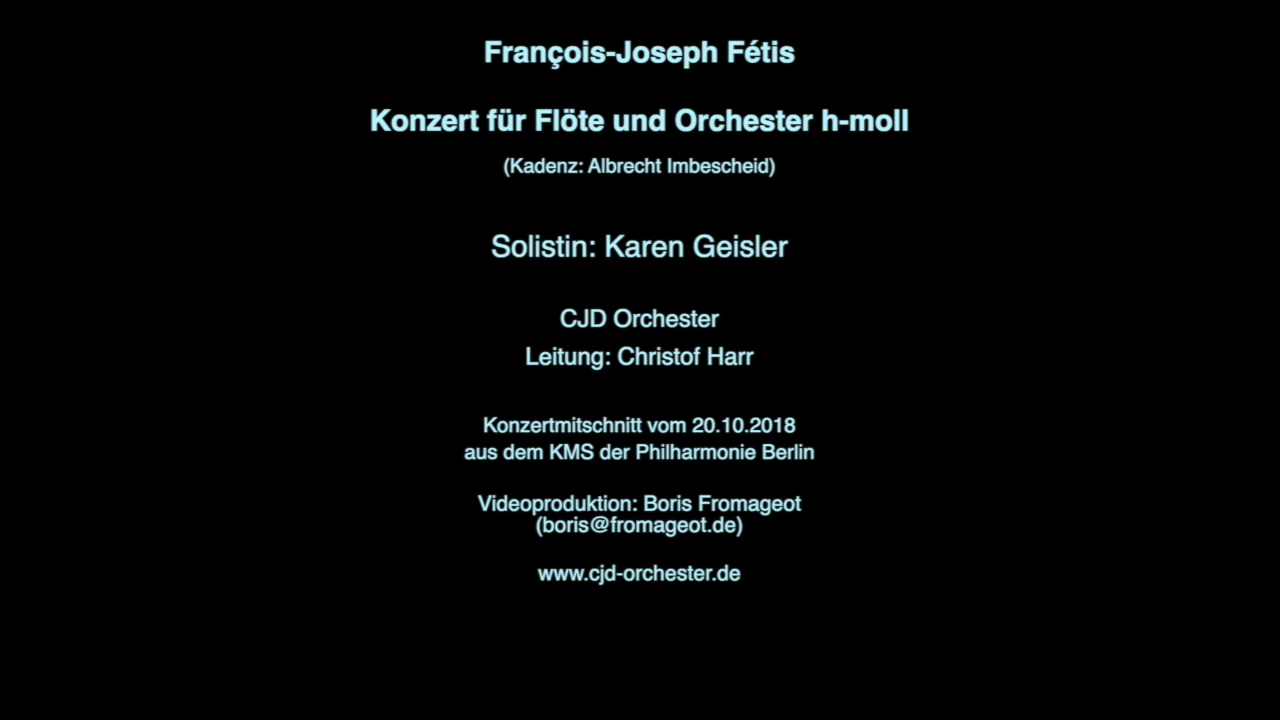 François-Joseph Fétis
Konzert für Flöte und Orchester h-moll
(Kadenz: Albrecht Imbescheid)
Solistin: Karen Geisler
CJD Orchester
Leitung: Christof Harr
Konzertmitschnitt vom 20.10.2018
aus dem KMS der Philharmonie Berlin
Videoproduktion: Boris Fromageot
(boris@fromageot.de)
www.cjd-orchester.de